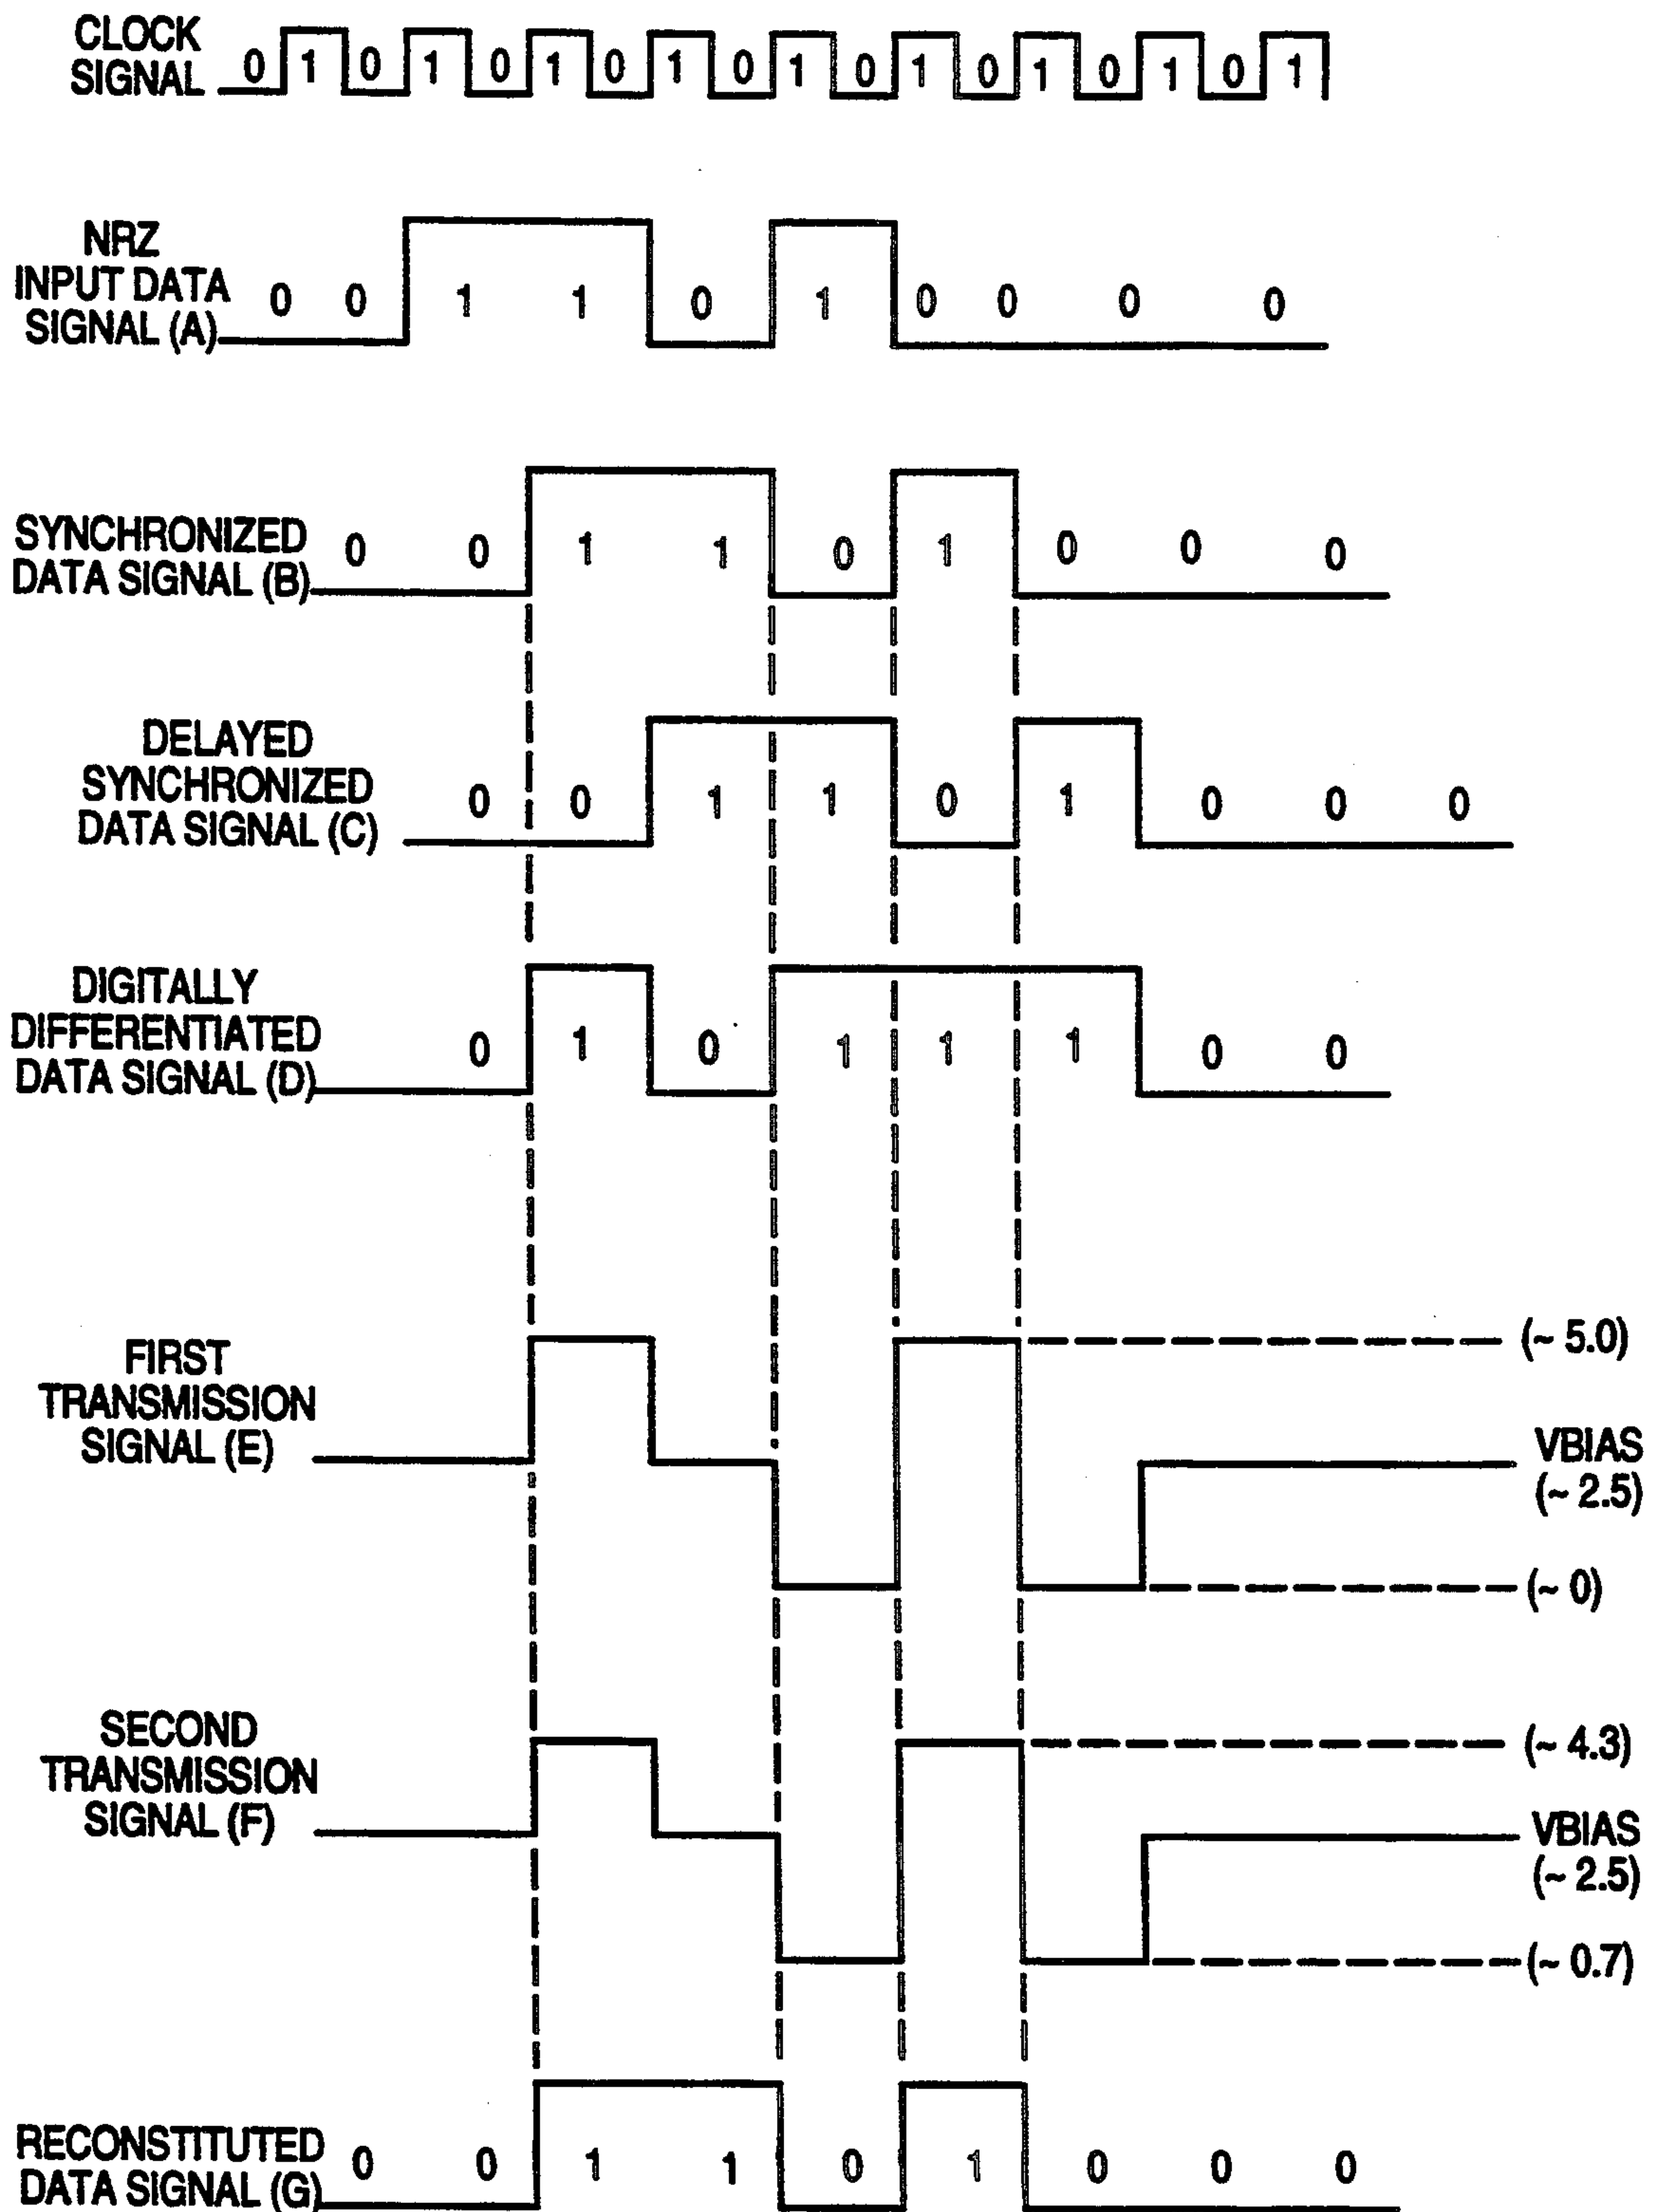 CLOCK
SIGNAL
0 1 0 1 0 1 0 1 0 1 0 1 0 1 0 1 0 1
NRZ
INPUT DATA
SIGNAL (A)
0 0 1 1 0 1 0 0 0 0
SYNCHRONIZED
DATA SIGNAL (B)
0 0 1 1 0 1 0 0 0
DELAYED
SYNCHRONIZED
DATA SIGNAL (C)
0 0 1 1 0 1 0 0 0
DIGITALLY
DIFFERENTIATED
DATA SIGNAL (D)
0 1 0 1 1 1 0 0
FIRST
TRANSMISSION
SIGNAL (E)
(~ 5.0)
VBIAS
(~ 2.5)
(~ 0)
SECOND
TRANSMISSION
SIGNAL (F)
(~ 4.3)
VBIAS
(~ 2.5)
(~ 0.7)
RECONSTITUTED
DATA SIGNAL (G)
0 0 1 1 0 1 0 0 0